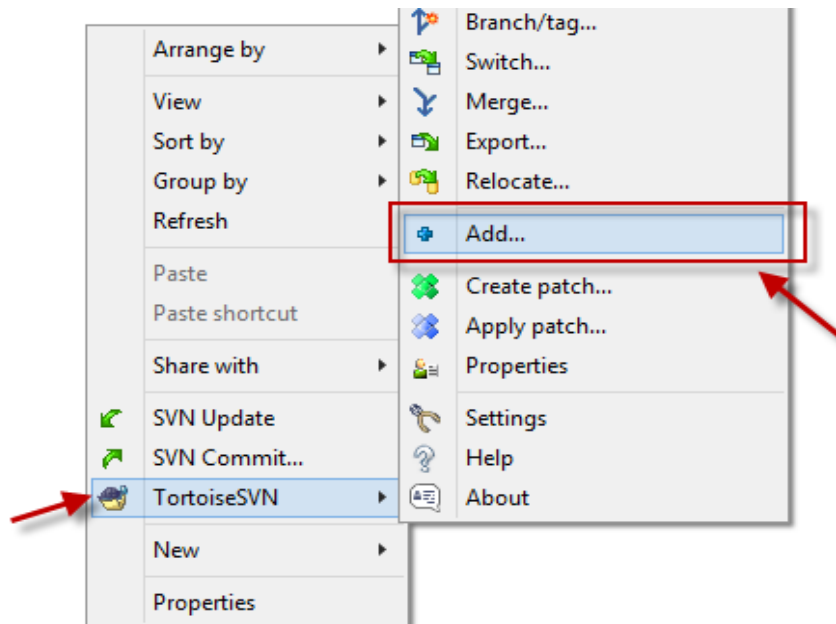 Arrange by
View
Sort by
Group by
Refresh
Paste
Paste shortcut
Share with
SVN Update
SVN Commit...
TortoiseSVN
New
Properties
Branch/tag...
Switch...
Merge...
Export...
Relocate...
Add...
Create patch...
Apply patch...
Properties
Settings
Help
About